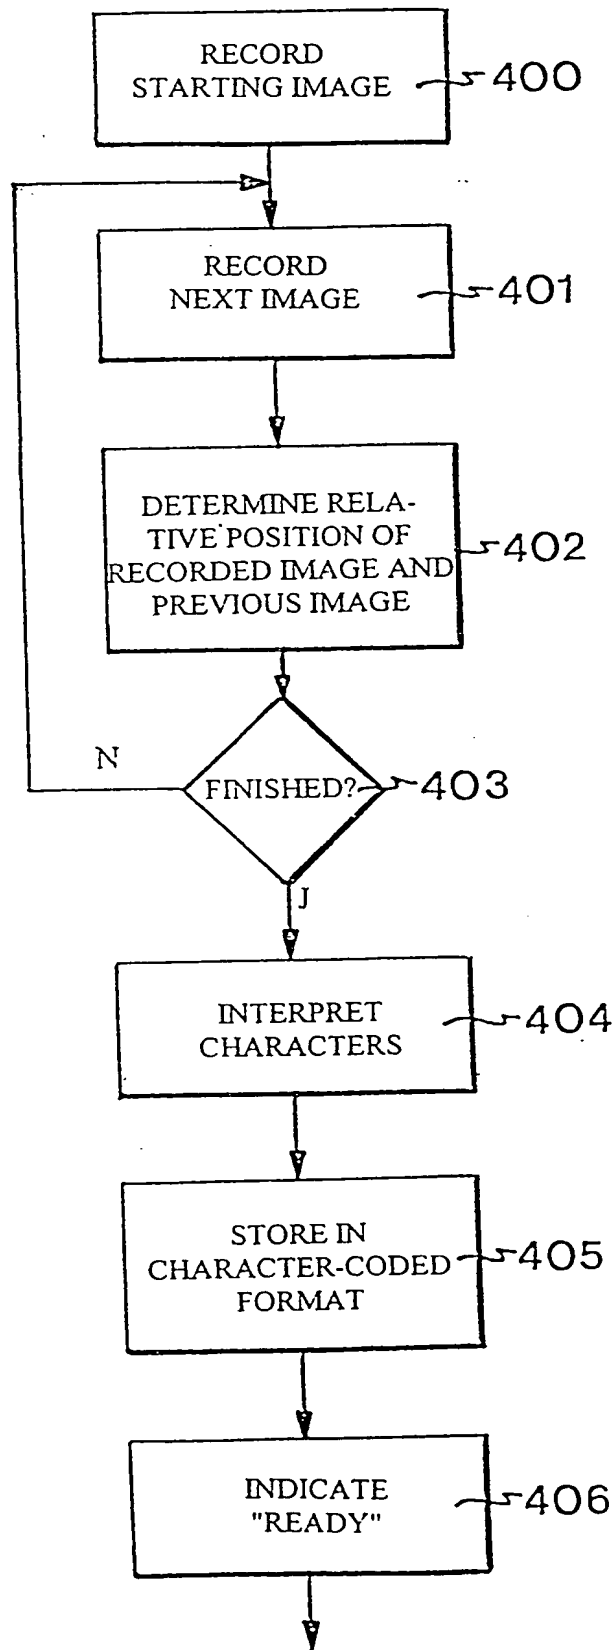 RECORD
STARTING IMAGE
400
RECORD
NEXT IMAGE
401
DETERMINE RELA-
TIVE POSITION OF
RECORDED IMAGE AND
PREVIOUS IMAGE
402
N
FINISHED?
403
J
INTERPRET
CHARACTERS
404
STORE IN
CHARACTER-CODED
FORMAT
405
INDICATE
"READY"
406